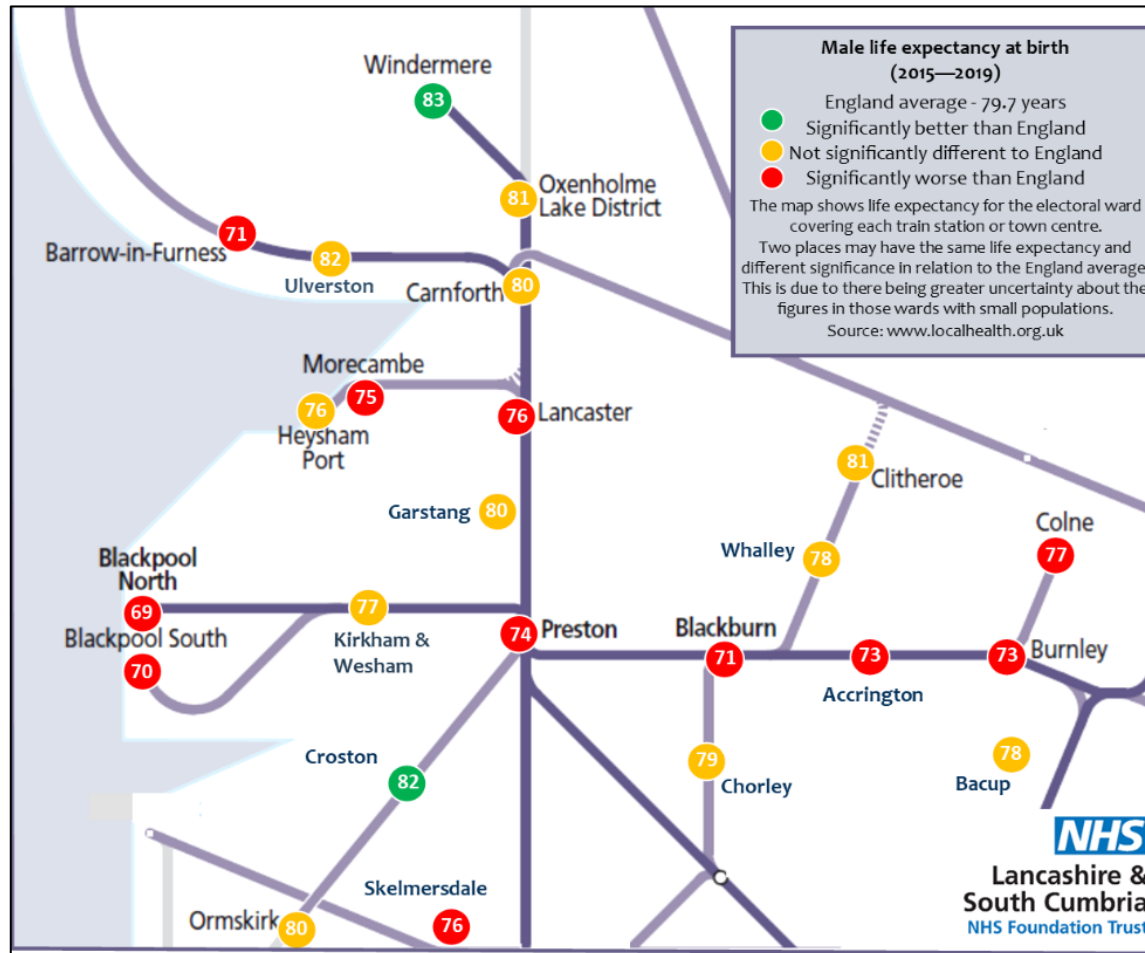 Male life expectancy at birth
(2015—2019)
England average - 79.7 years
Significantly better than England
Not significantly different to England
Significantly worse than England
The map shows life expectancy for the electoral ward
covering each train station or town centre.
Two places may have the same life expectancy and
different significance in relation to the England average
This is due to there being greater uncertainty about the
figures in those wards with small populations.
Source: www.localhealth.org.uk
Windermere
83
81
Oxenholme
Lake District
71
Barrow-in-Furness
82
Ulverston
Carnforth
80
Morecambe
75
76
Heysham
Port
76
Lancaster
Garstang
80
81
Clitheroe
Whalley
78
Colne
77
Blackpool
North
69
Blackpool South
70
77
Kirkham &
Wesham
74
Preston
Blackburn
71
73
Accrington
73
Burnley
Croston
82
79
Chorley
78
Bacup
Skelmersdale
76
Ormskirk
80
NHS
Lancashire &
South Cumbria
NHS Foundation Trust